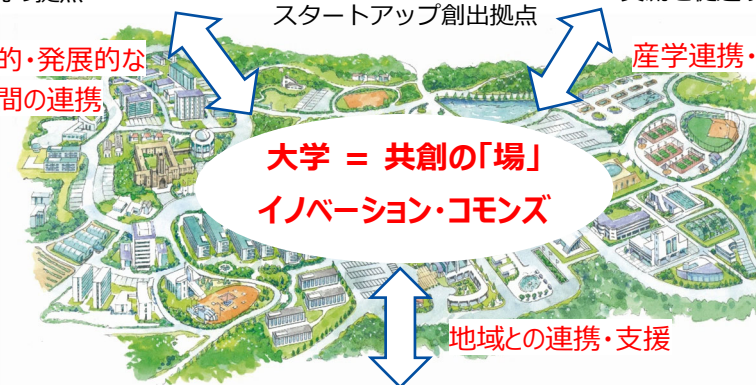 スタートアップ創出拠点
的・発展的な
間の連携
産学連携・
大学 = 共創の「場」
イノベーション・コモンズ
地域との連携・支援